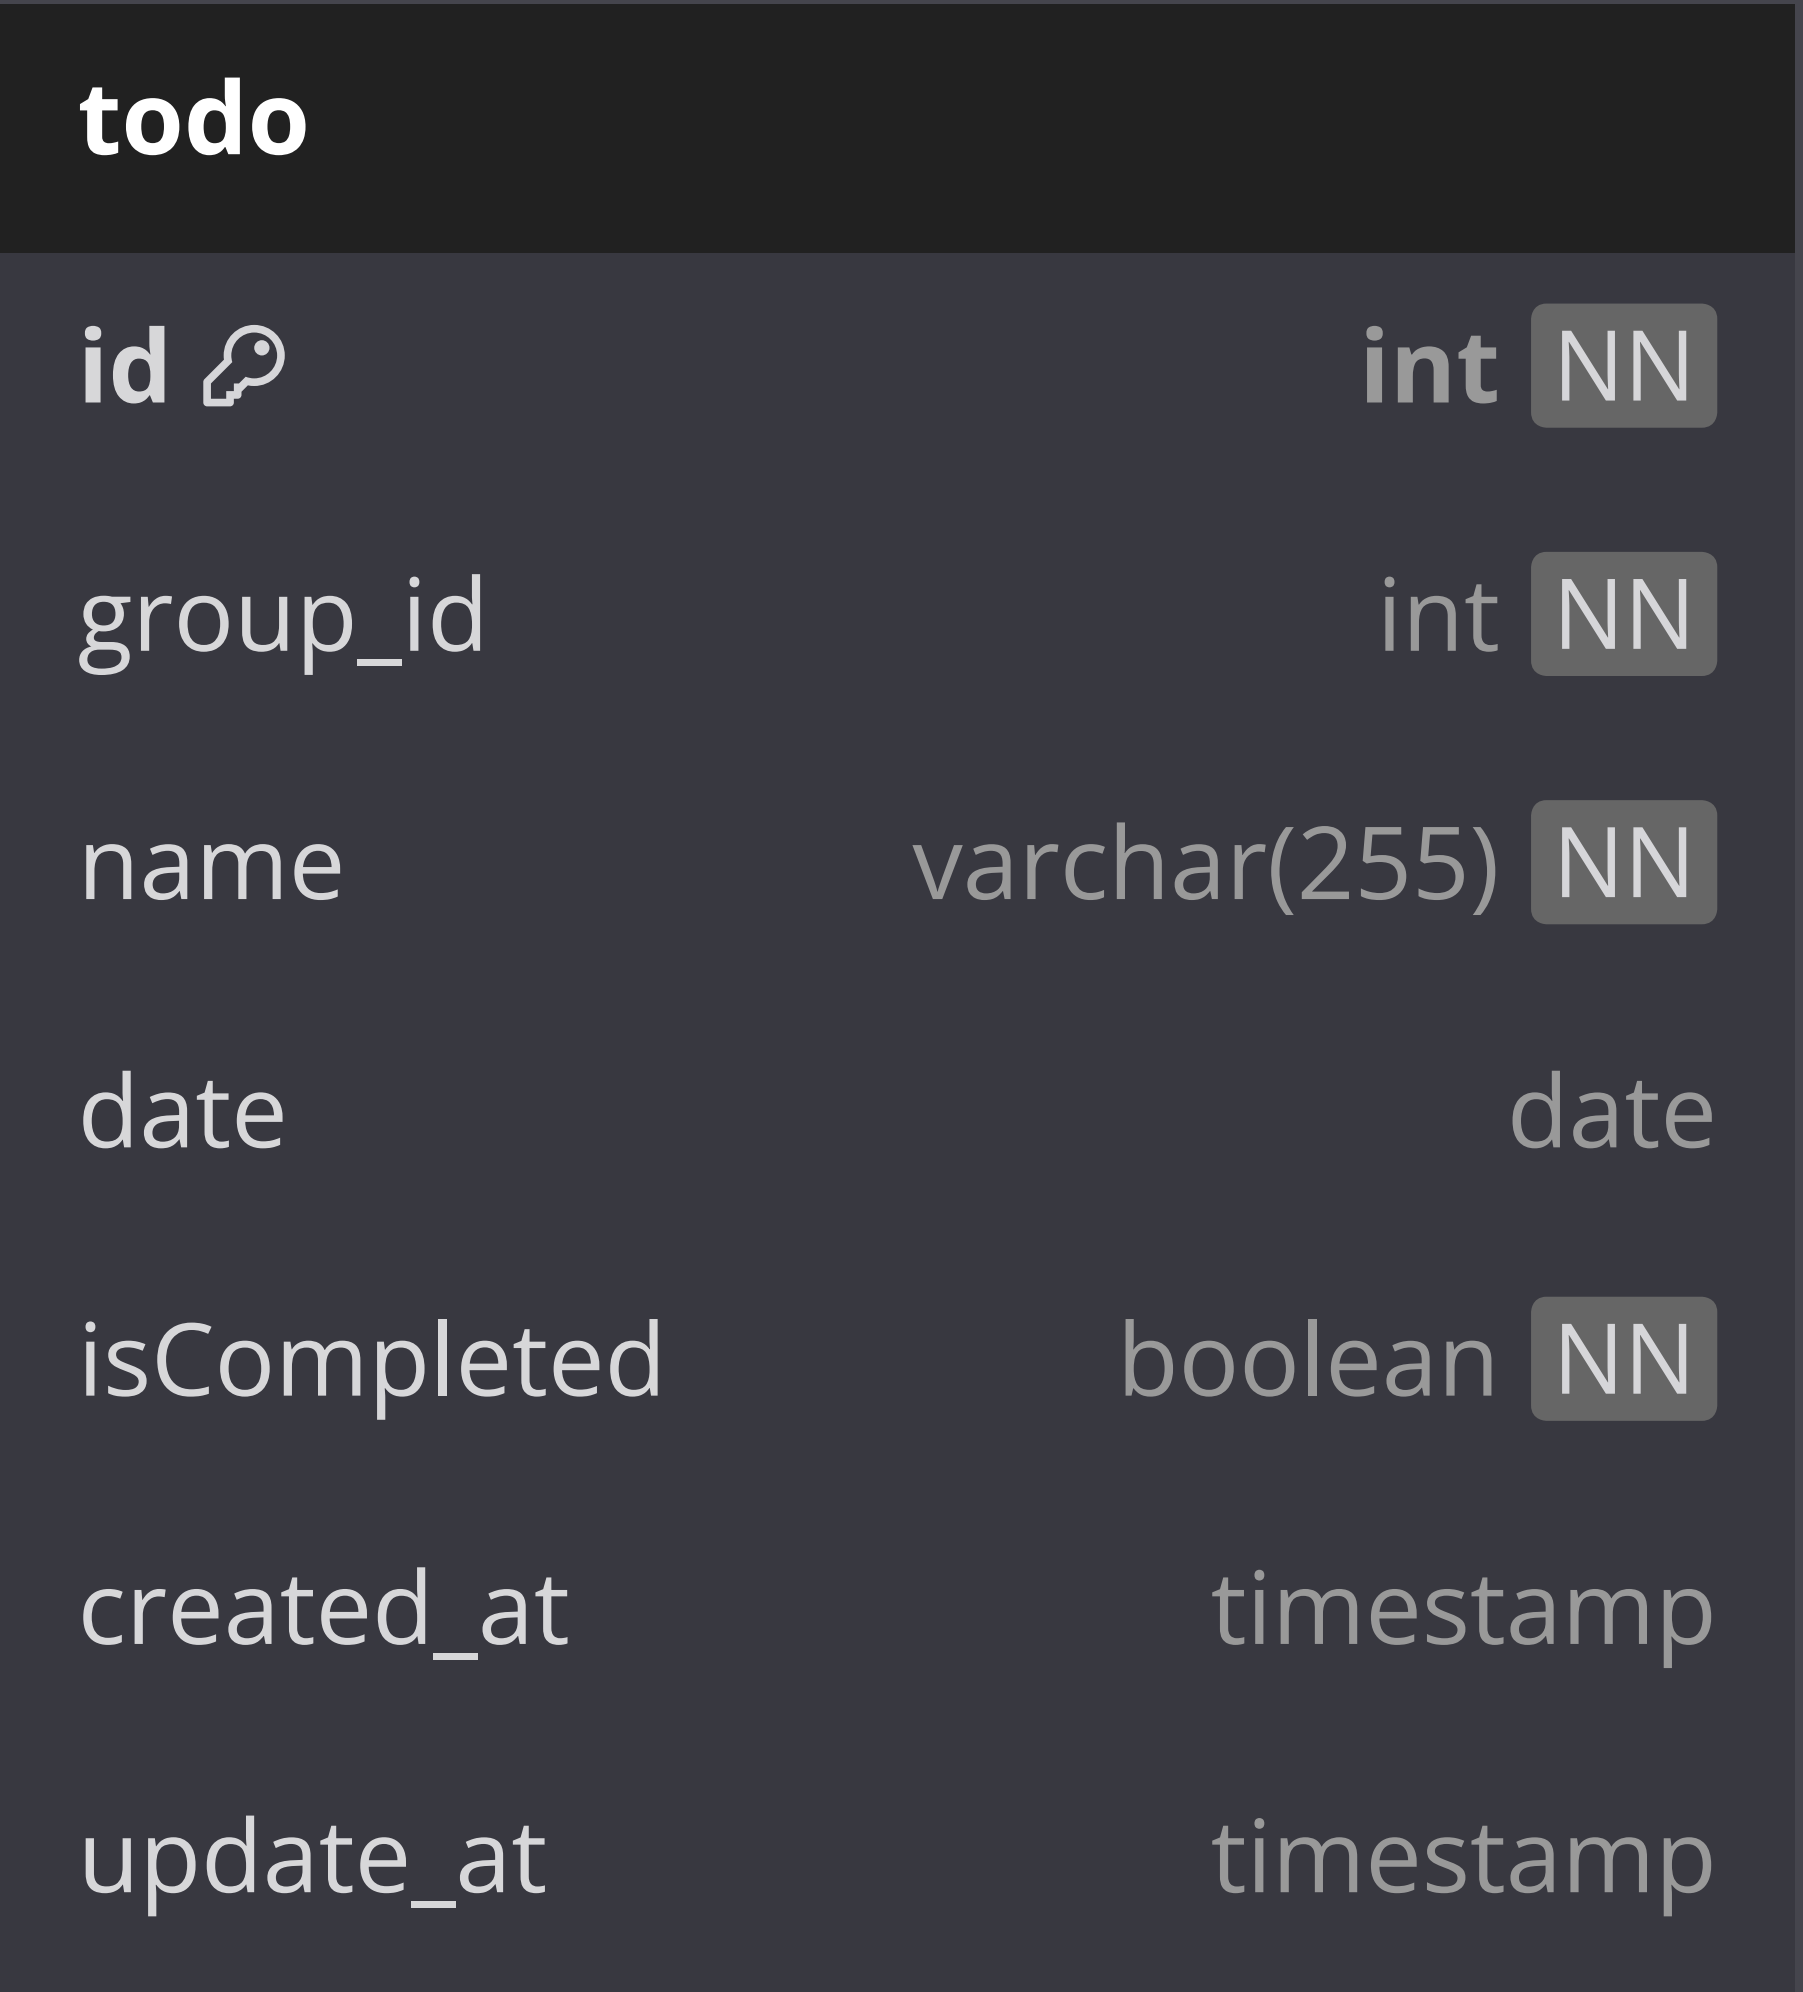 todo
id int NN
group_id int NN
name varchar(255) NN
date date
isCompleted boolean NN
created_at timestamp
update_at timestamp